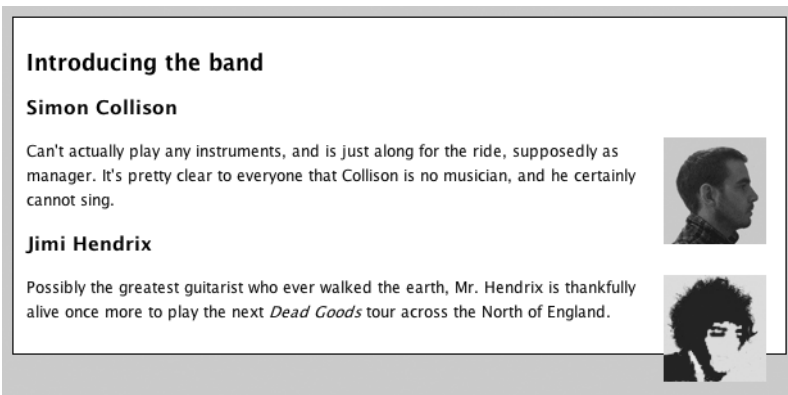 Introducing the band
Simon Collison
Can't actually play any instruments, and is just along for the ride, supposedly as
manager. It's pretty clear to everyone that Collison is no musician, and he certainly
cannot sing.
Jimi Hendrix
Possibly the greatest guitarist who ever walked the earth, Mr. Hendrix is thankfully
alive once more to play the next Dead Goods tour across the North of England.